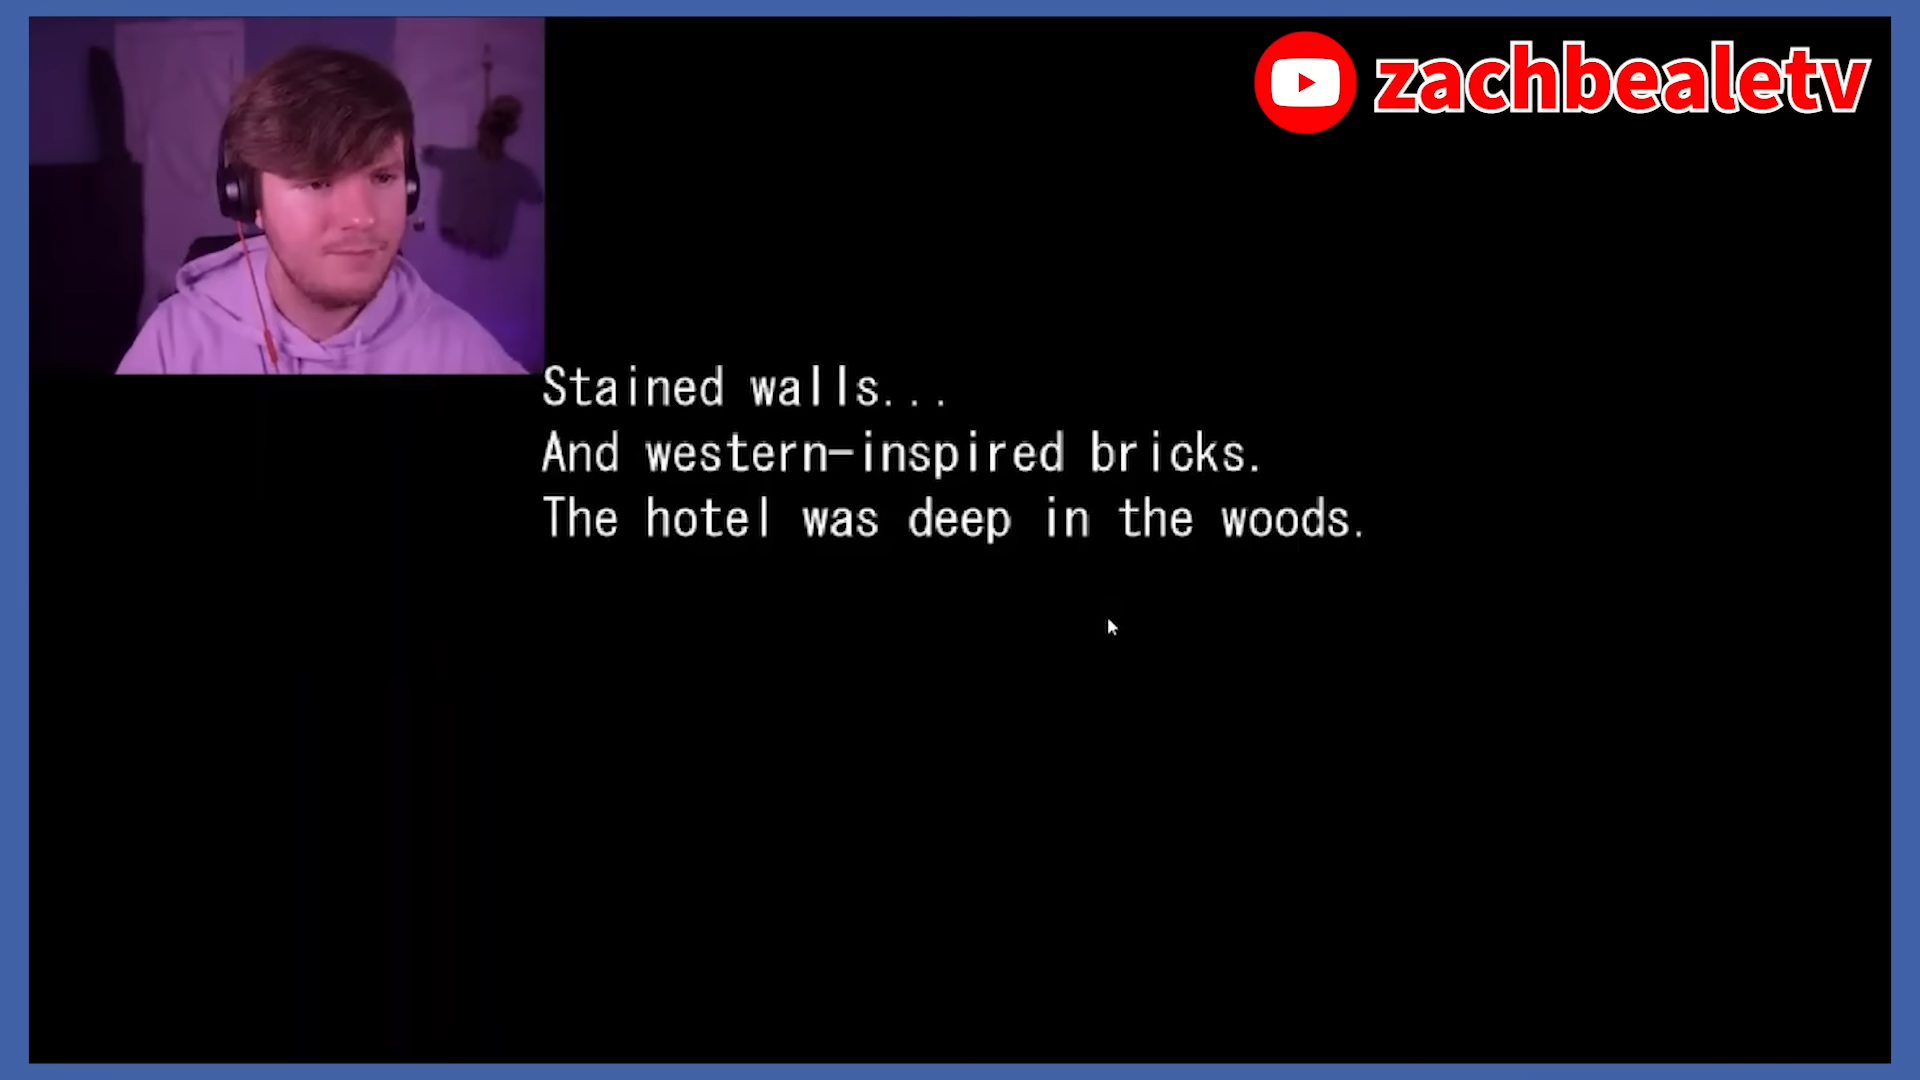 zachbealetv
Stained walls...
And western-inspired bricks.
The hotel was deep in the woods.